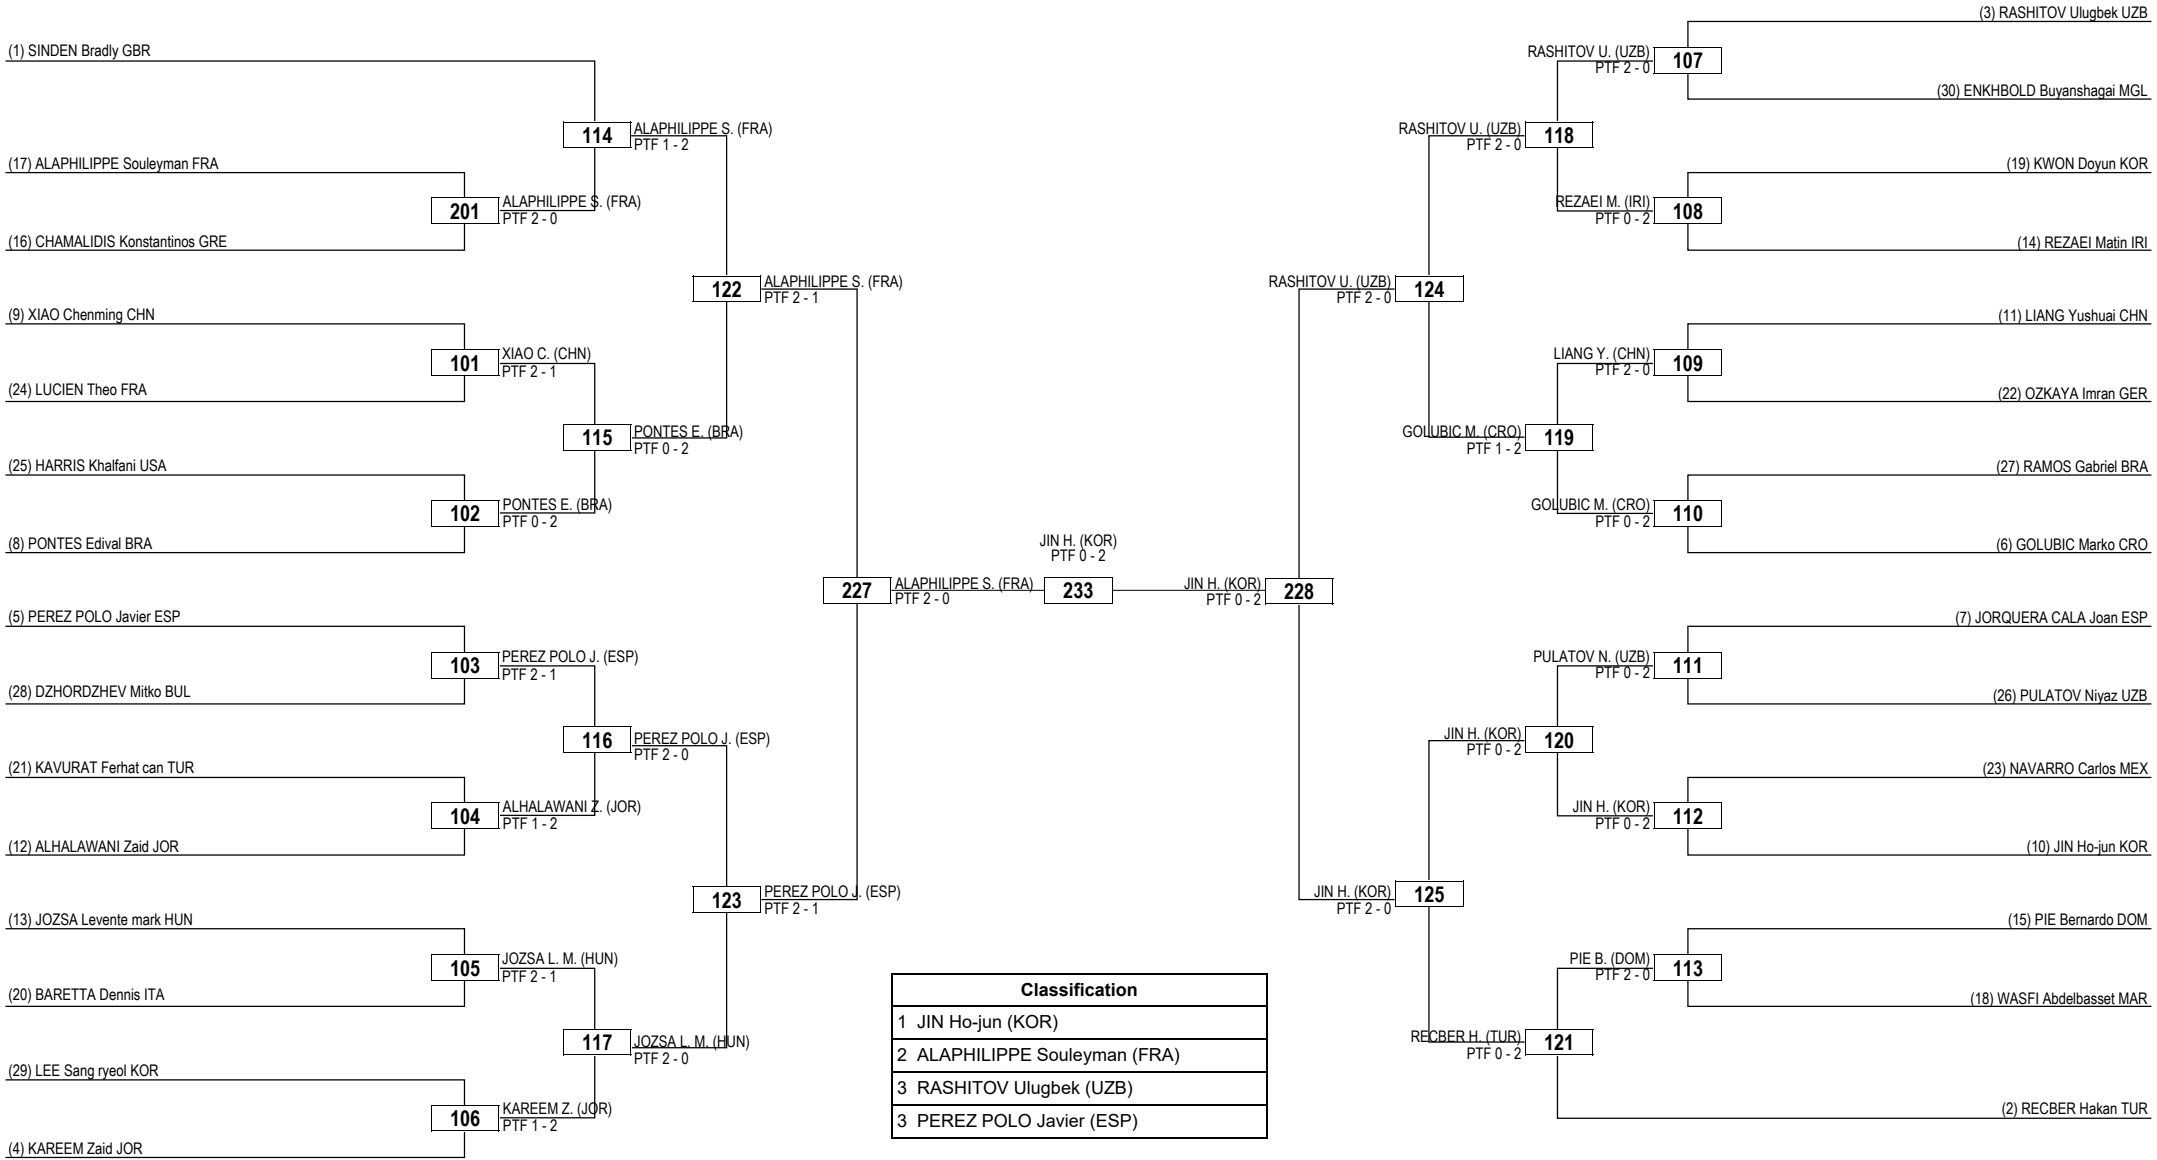 (1) SINDEN Bradly GBR
(17) ALAPHILIPPE Souleyman FRA
(16) CHAMALIDIS Konstantinos GRE
(9) XIAO Chenming CHN
(24) LUCIEN Theo FRA
(25) HARRIS Khalfani USA
(8) PONTES Edival BRA
(5) PEREZ POLO Javier ESP
(28) DZHORDZHEV Mitko BUL
(21) KAVURAT Ferhat can TUR
(12) ALHALAWANI Zaid JOR
(13) JOZSA Levente mark HUN
(20) BARETTA Dennis ITA
(29) LEE Sang ryeol KOR
(4) KAREEM Zaid JOR
201
ALAPHILIPPE S. (FRA)
PTF 2 - 0
101
XIAO C. (CHN)
PTF 2 - 1
102
PONTES E. (BRA)
PTF 0 - 2
103
PEREZ POLO J. (ESP)
PTF 2 - 1
104
ALHALAWANI Z. (JOR)
PTF 1 - 2
105
JOZSA L. M. (HUN)
PTF 2 - 1
106
KAREEM Z. (JOR)
PTF 1 - 2
114
ALAPHILIPPE S. (FRA)
PTF 1 - 2
115
PONTES E. (BRA)
PTF 0 - 2
116
PEREZ POLO J. (ESP)
PTF 2 - 0
117
JOZSA L. M. (HUN)
PTF 2 - 0
122
ALAPHILIPPE S. (FRA)
PTF 2 - 1
123
PEREZ POLO J. (ESP)
PTF 2 - 1
227
ALAPHILIPPE S. (FRA)
PTF 2 - 0
JIN H. (KOR)
PTF 0 - 2
233
JIN H. (KOR)
PTF 0 - 2
228
RASHITOV U. (UZB)
PTF 2 - 0
124
JIN H. (KOR)
PTF 2 - 0
125
RASHITOV U. (UZB)
PTF 2 - 0
118
GOLUBIC M. (CRO)
PTF 1 - 2
119
JIN H. (KOR)
PTF 0 - 2
120
RECBER H. (TUR)
PTF 0 - 2
121
RASHITOV U. (UZB)
PTF 2 - 0
107
REZAEI M. (IRI)
PTF 0 - 2
108
LIANG Y. (CHN)
PTF 2 - 0
109
GOLUBIC M. (CRO)
PTF 0 - 2
110
PULATOV N. (UZB)
PTF 0 - 2
111
JIN H. (KOR)
PTF 0 - 2
112
PIE B. (DOM)
PTF 2 - 0
113
(3) RASHITOV Ulugbek UZB
(30) ENKHBOLD Buyanshagai MGL
(19) KWON Doyun KOR
(14) REZAEI Matin IRI
(11) LIANG Yushuai CHN
(22) OZKAYA Imran GER
(27) RAMOS Gabriel BRA
(6) GOLUBIC Marko CRO
(7) JORQUERA CALA Joan ESP
(26) PULATOV Niyaz UZB
(23) NAVARRO Carlos MEX
(10) JIN Ho-jun KOR
(15) PIE Bernardo DOM
(18) WASFI Abdelbasset MAR
(2) RECBER Hakan TUR
Classification
1 JIN Ho-jun (KOR)
2 ALAPHILIPPE Souleyman (FRA)
3 RASHITOV Ulugbek (UZB)
3 PEREZ POLO Javier (ESP)